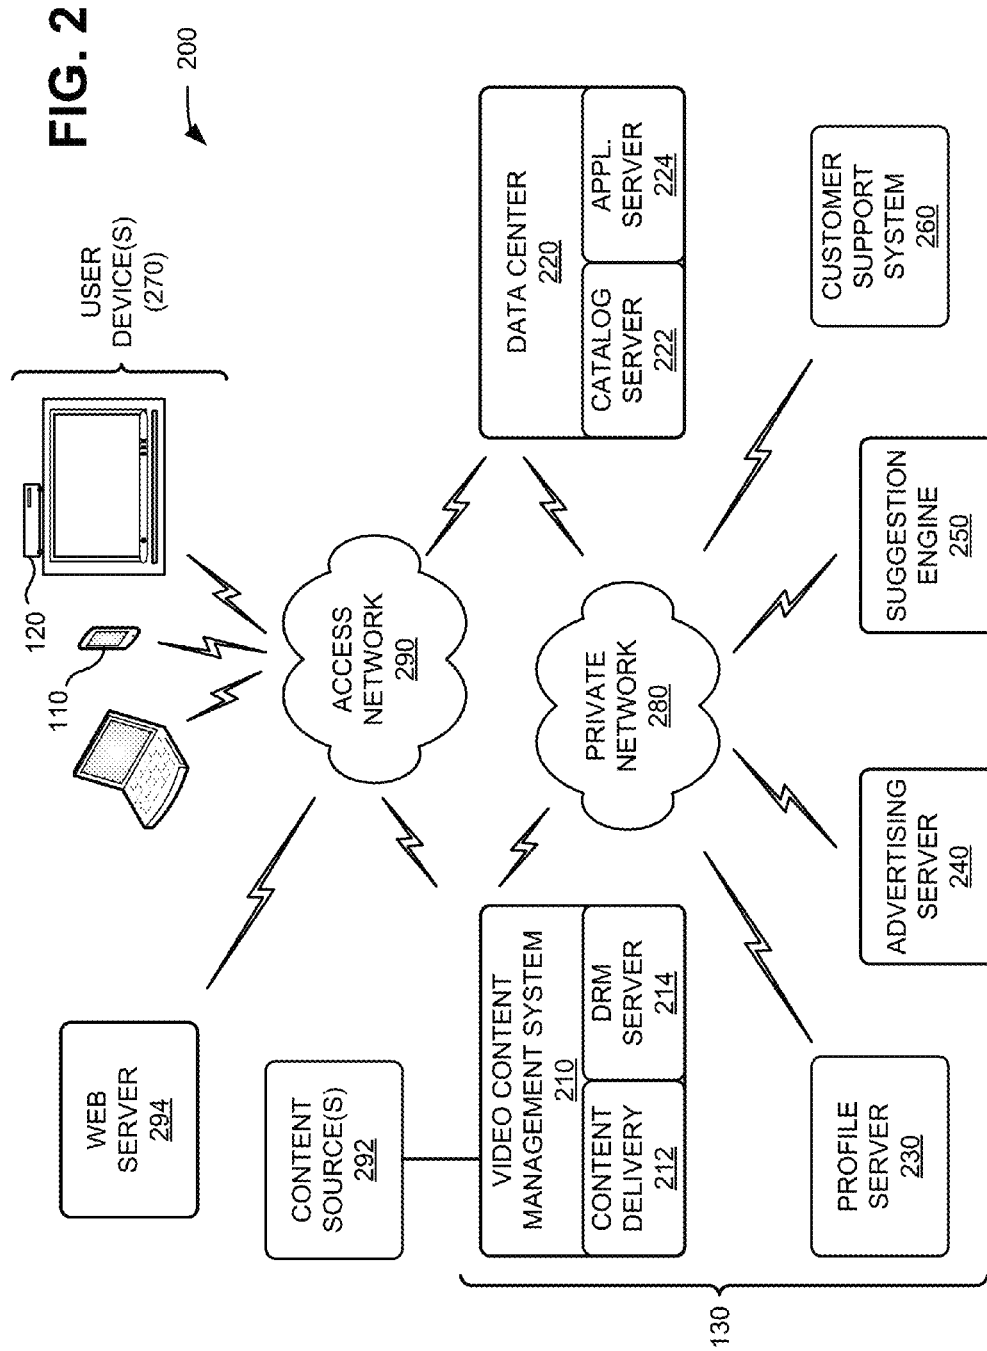 FIG. 2
200
USER
DEVICE(S)
(270)
120
110
WEB
SERVER
294
ACCESS
NETWORK
290
CONTENT
SOURCE(S)
292
DATA CENTER
220
CATALOG
SERVER
222
APPL.
SERVER
224
VIDEO CONTENT
MANAGEMENT SYSTEM
210
CONTENT
DELIVERY
212
DRM
SERVER
214
PRIVATE
NETWORK
280
130
PROFILE
SERVER
230
ADVERTISING
SERVER
240
SUGGESTION
ENGINE
250
CUSTOMER
SUPPORT
SYSTEM
260